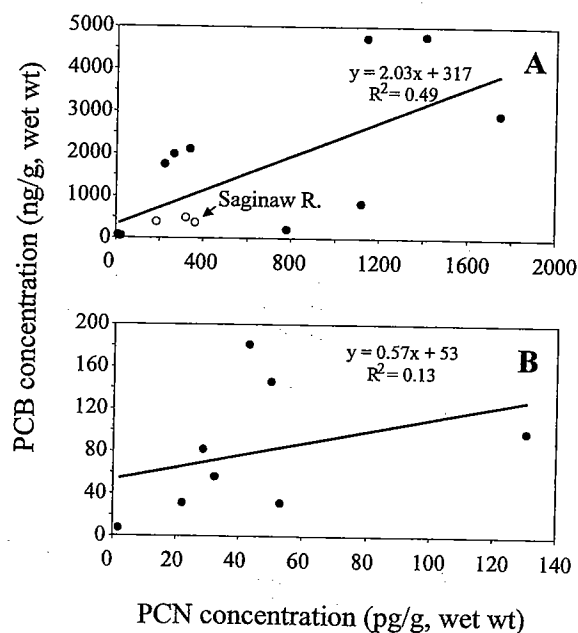 PCB concentration (ng/g, wet wt)
5000
4000
3000
2000
1000
0
y = 2.03x + 317
R² = 0.49
A
Saginaw R.
0
400
800
1200
1600
2000
200
160
120
80
40
0
y = 0.57x + 53
R² = 0.13
B
0
20
40
60
80
100
120
140
PCN concentration (pg/g, wet wt)